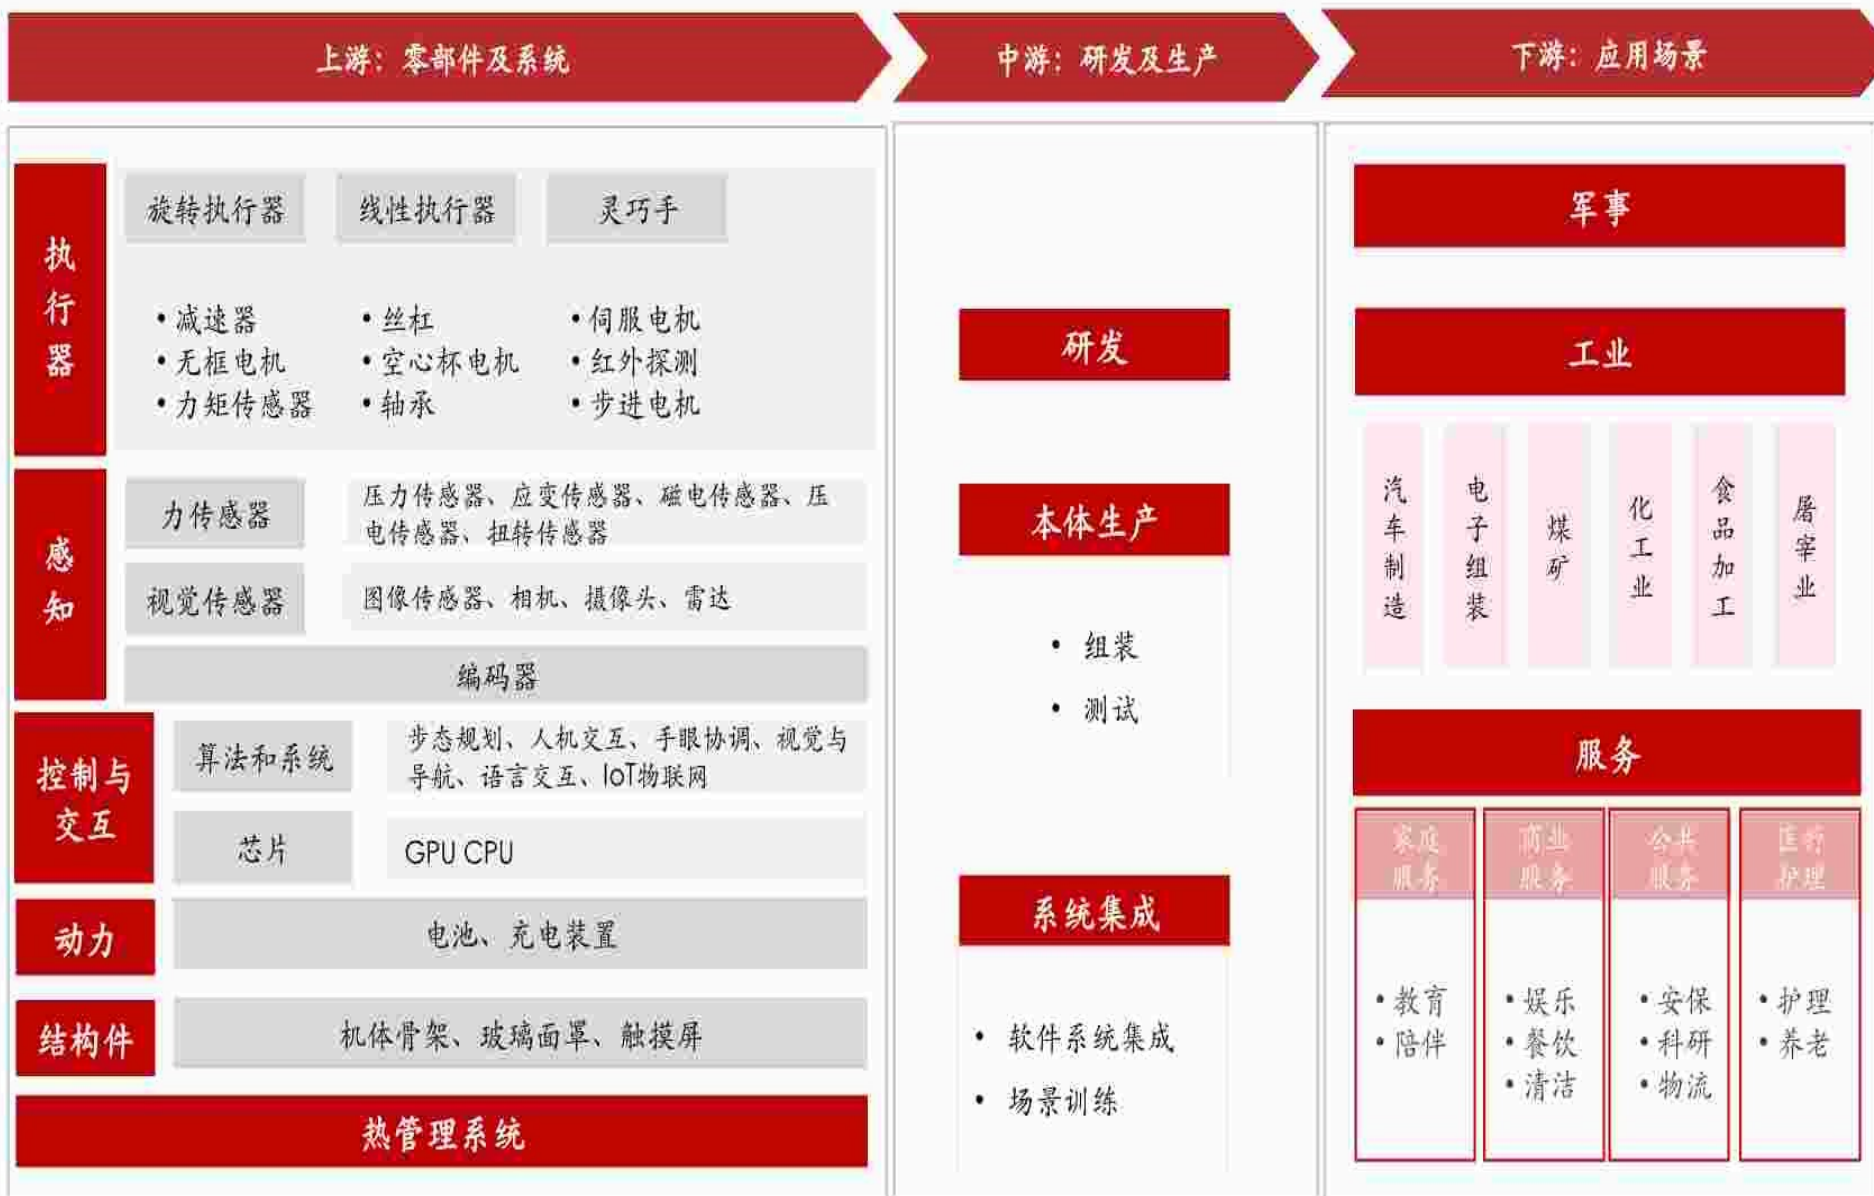 上游：零部件及系统
中游：研发及生产
下游：应用场景
执行器
旋转执行器
线性执行器
灵巧手
•减速器
•无框电机
•力矩传感器
•丝杠
•空心杯电机
•轴承
•伺服电机
•红外探测
•步进电机
感知
力传感器
压力传感器、应变传感器、磁电传感器、压
电传感器、扭转传感器
视觉传感器
图像传感器、相机、摄像头、雷达
编码器
控制与
交互
算法和系统
步态规划、人机交互、手眼协调、视觉与
导航、语言交互、IoT物联网
芯片
GPU CPU
动力
电池、充电装置
结构件
机体骨架、玻璃面罩、触摸屏
热管理系统
研发
本体生产
• 组装
• 测试
系统集成
• 软件系统集成
• 场景训练
军事
工业
汽车制造
电子组装
煤矿
化工业
食品加工
屠宰业
服务
家庭
服务
•教育
•陪伴
商业
服务
•娱乐
•餐饮
•清洁
公共
服务
•安保
•科研
•物流
医疗
护理
•护理
•养老